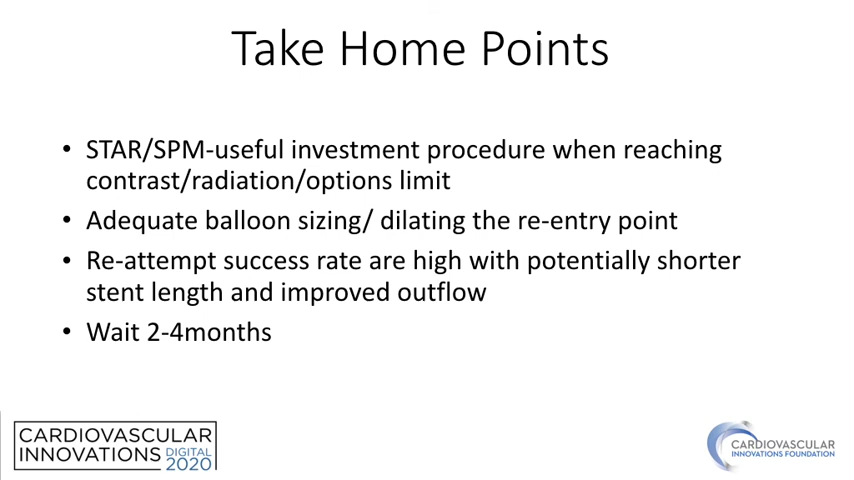 Take Home Points
• STAR/SPM-useful investment procedure when reaching
contrast/radiation/options limit
• Adequate balloon sizing/ dilating the re-entry point
• Re-attempt success rate are high with potentially shorter
stent length and improved outflow
• Wait 2-4months
CARDIOVASCULAR
INNOVATIONS DIGITAL
2020
CARDIOVASCULAR
INNOVATIONS FOUNDATION